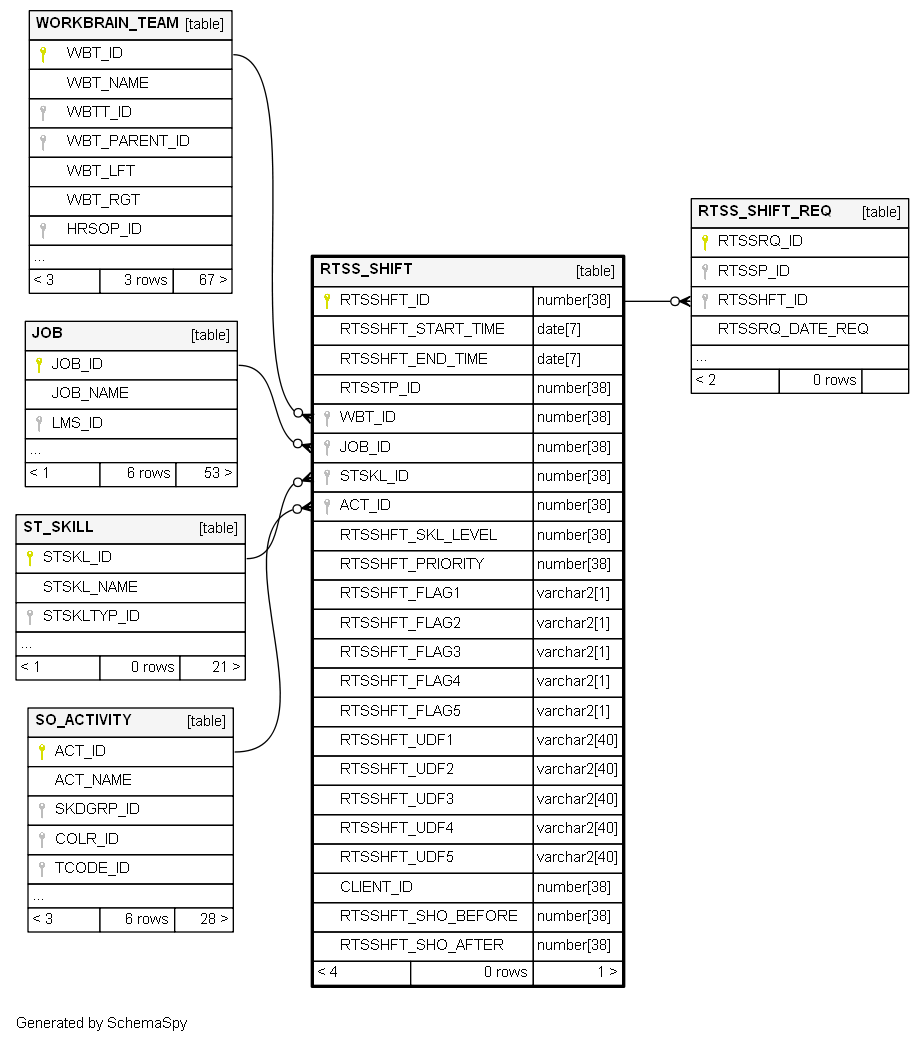 WORKBRAIN_TEAM [table]
WBT_ID
WBT_NAME
WBTT_ID
WBT_PARENT_ID
WBT_LFT
WBT_RGT
HRSOP_ID
...
< 3 3 rows 67 >
JOB [table]
JOB_ID
JOB_NAME
LMS_ID
...
< 1 6 rows 53 >
ST_SKILL [table]
STSKL_ID
STSKL_NAME
STSKLTYP_ID
...
< 1 0 rows 21 >
SO_ACTIVITY [table]
ACT_ID
ACT_NAME
SKDGRP_ID
COLR_ID
TCODE_ID
...
< 3 6 rows 28 >
RTSS_SHIFT [table]
RTSSHFT_ID number[38]
RTSSHFT_START_TIME date[7]
RTSSHFT_END_TIME date[7]
RTSSTP_ID number[38]
WBT_ID number[38]
JOB_ID number[38]
STSKL_ID number[38]
ACT_ID number[38]
RTSSHFT_SKL_LEVEL number[38]
RTSSHFT_PRIORITY number[38]
RTSSHFT_FLAG1 varchar2[1]
RTSSHFT_FLAG2 varchar2[1]
RTSSHFT_FLAG3 varchar2[1]
RTSSHFT_FLAG4 varchar2[1]
RTSSHFT_FLAG5 varchar2[1]
RTSSHFT_UDF1 varchar2[40]
RTSSHFT_UDF2 varchar2[40]
RTSSHFT_UDF3 varchar2[40]
RTSSHFT_UDF4 varchar2[40]
RTSSHFT_UDF5 varchar2[40]
CLIENT_ID number[38]
RTSSHFT_SHO_BEFORE number[38]
RTSSHFT_SHO_AFTER number[38]
< 4 0 rows 1 >
RTSS_SHIFT_REQ [table]
RTSSRQ_ID
RTSSP_ID
RTSSHFT_ID
RTSSRQ_DATE_REQ
...
< 2 0 rows
Generated by SchemaSpy